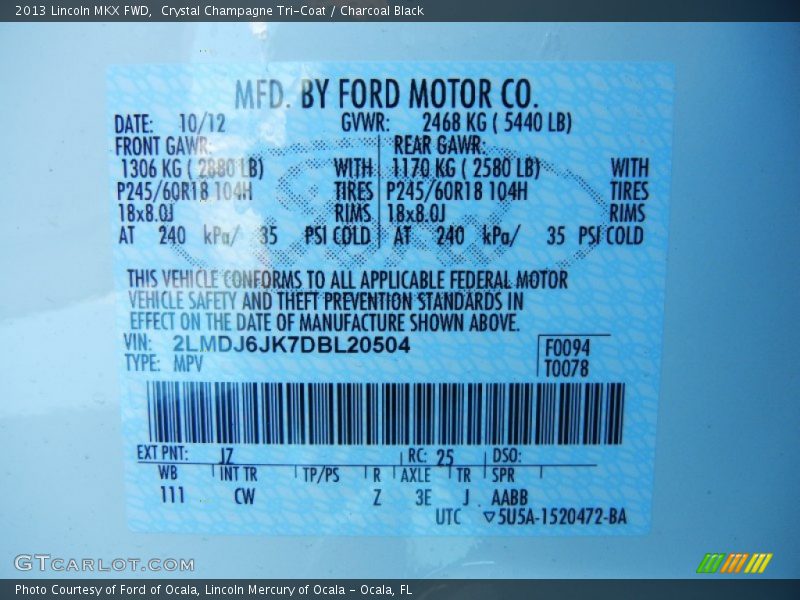 2013 Lincoln MKX FWD,  Crystal Champagne Tri-Coat / Charcoal Black
MFD. BY FORD MOTOR CO.
DATE: 10/12 GVWR: 2468 KG ( 5440 LB)
FRONT GAWR: REAR GAWR:
1306 KG ( 2880 LB) WITH 1170 KG ( 2580 LB) WITH
P245/60R18 104H TIRES P245/60R18 104H TIRES
18x8.0J RIMS 18x8.0J RIMS
AT 240 kPa/ 35 PSI COLD AT 240 kPa/ 35 PSI COLD
THIS VEHICLE CONFORMS TO ALL APPLICABLE FEDERAL MOTOR
VEHICLE SAFETY AND THEFT PREVENTION STANDARDS IN
EFFECT ON THE DATE OF MANUFACTURE SHOWN ABOVE.
VIN: 2LMDJ6JK7DBL20504 F0094
TYPE: MPV T0078
EXT PNT: JZ RC: 25 DSO:
WB INT TR TP/PS R AXLE TR SPR
111 CW Z 3E J AABB
UTC ▽5U5A-1520472-BA
GTCARLOT.COM
Photo Courtesy of Ford of Ocala, Lincoln Mercury of Ocala - Ocala, FL